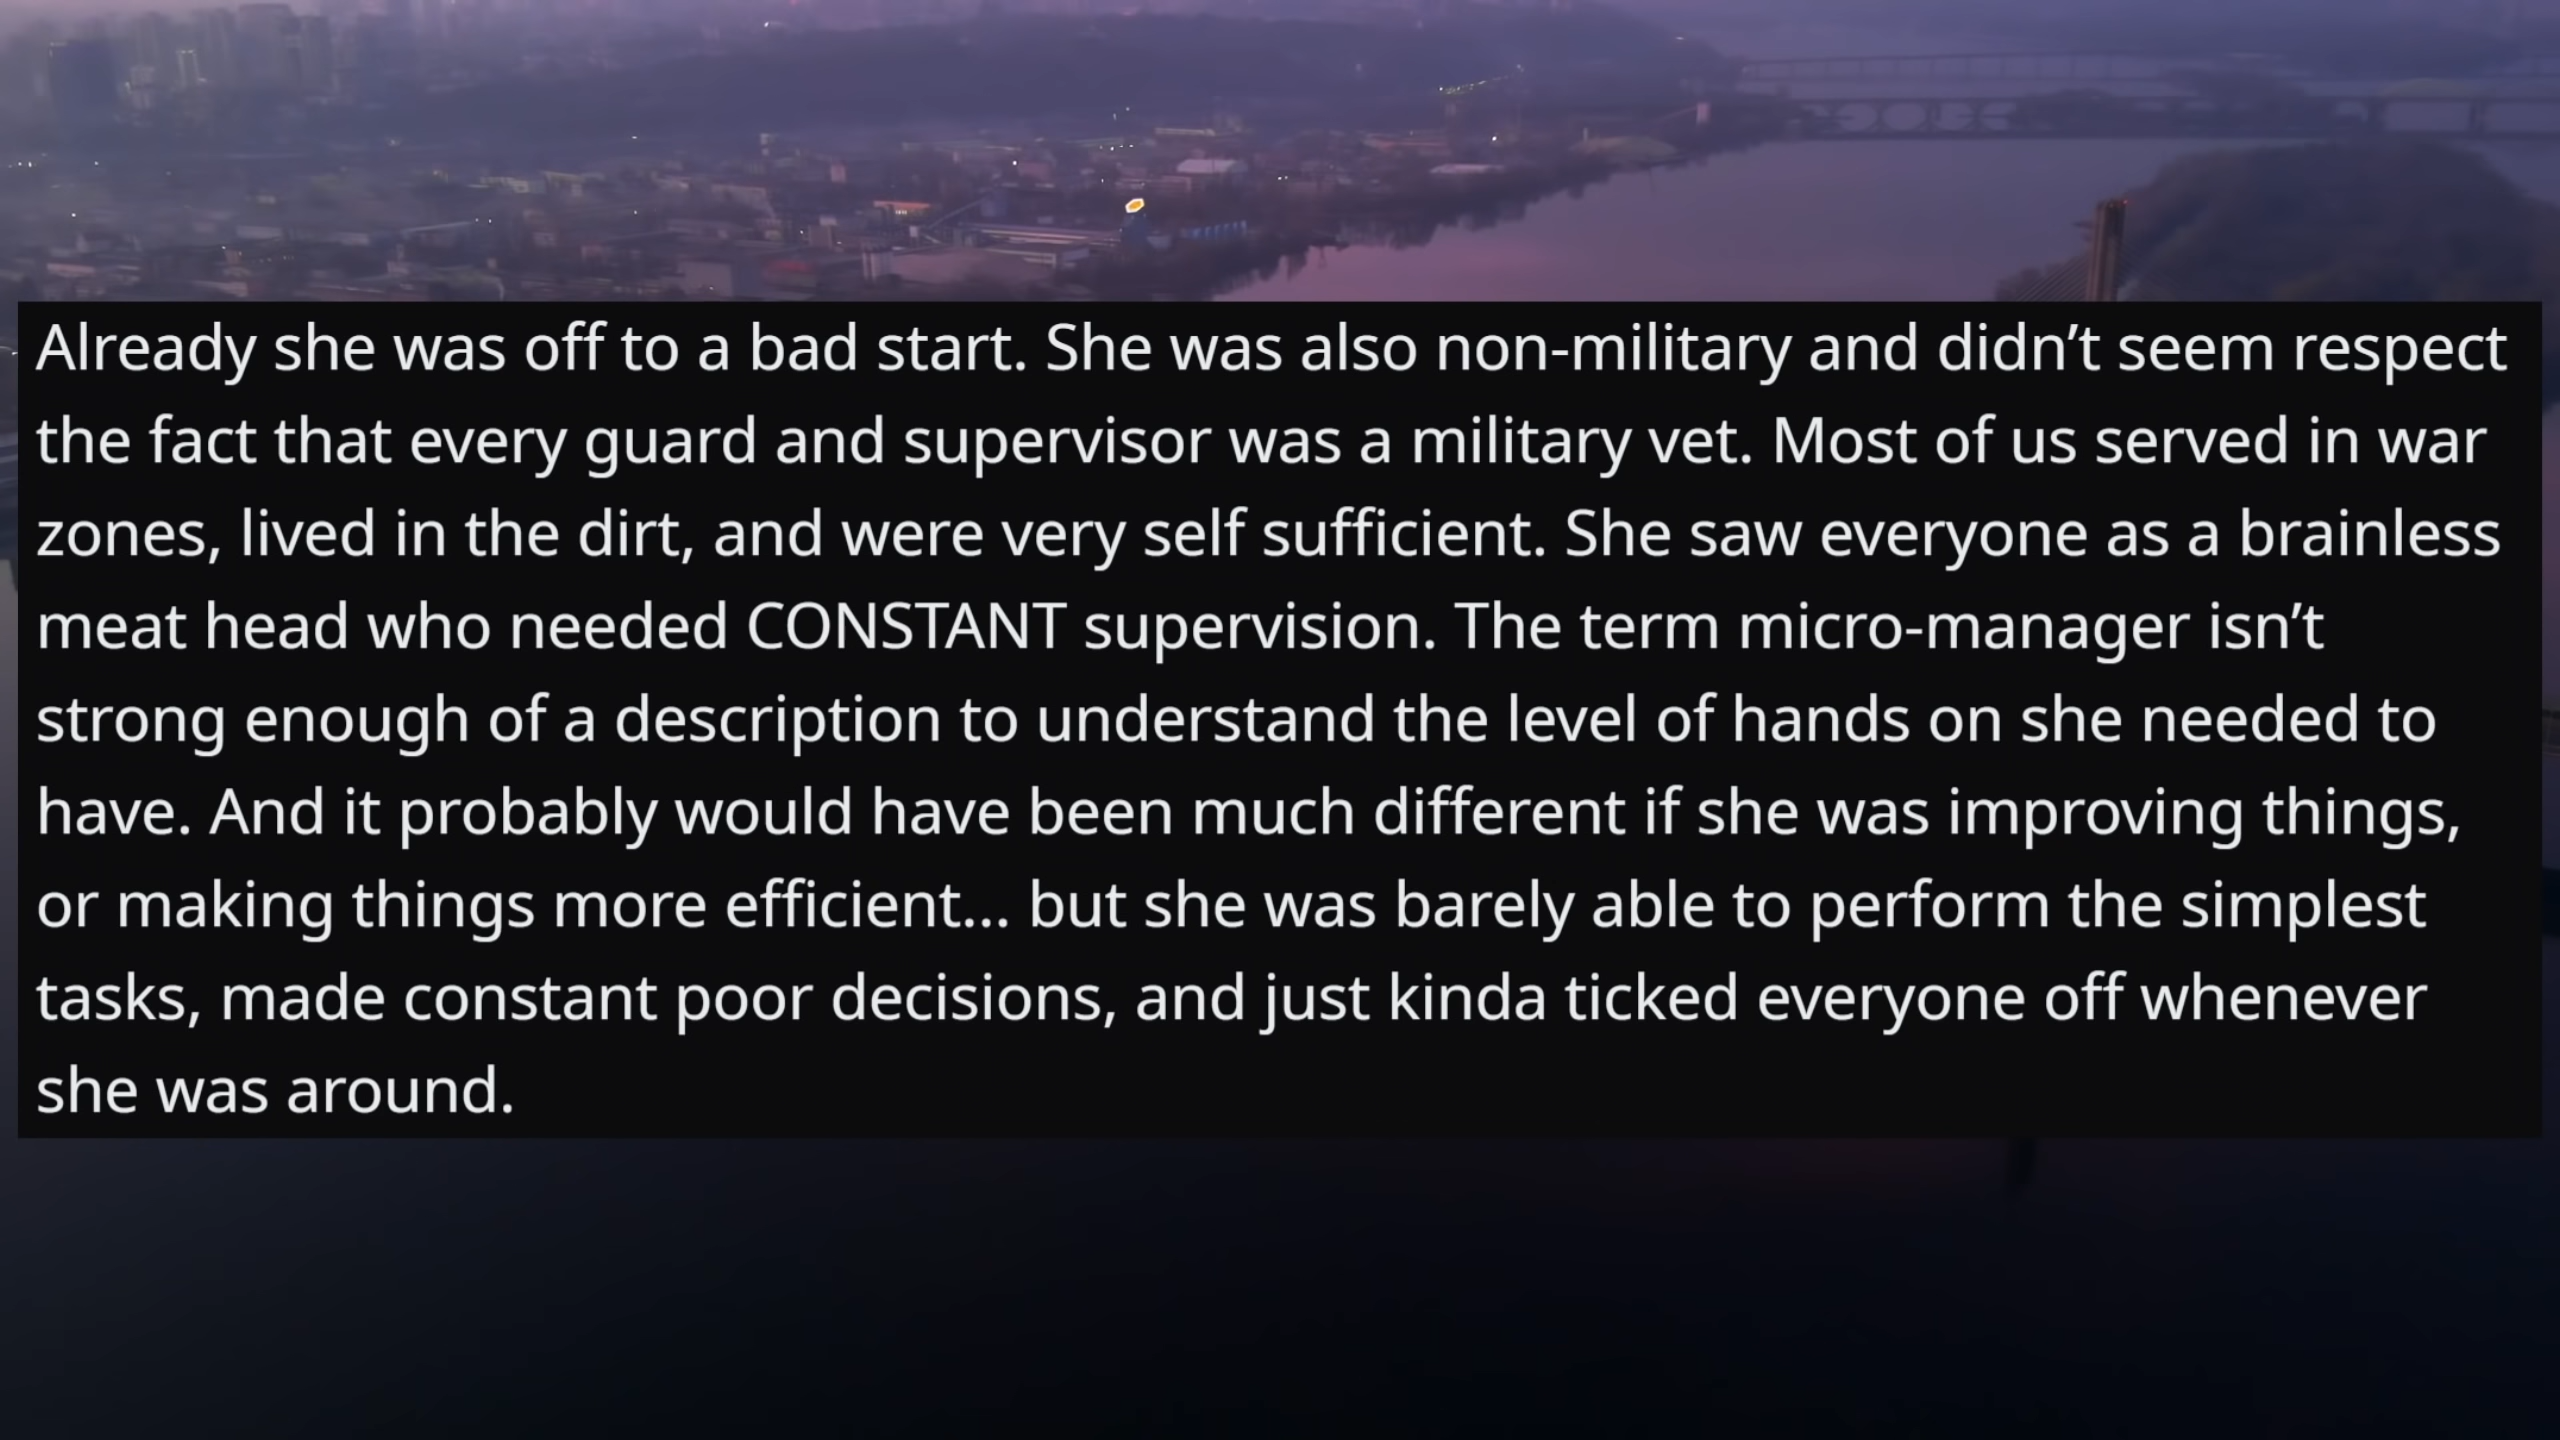 Already she was off to a bad start. She was also non-military and didn’t seem respect
the fact that every guard and supervisor was a military vet. Most of us served in war
zones, lived in the dirt, and were very self sufficient. She saw everyone as a brainless
meat head who needed CONSTANT supervision. The term micro-manager isn’t
strong enough of a description to understand the level of hands on she needed to
have. And it probably would have been much different if she was improving things,
or making things more efficient... but she was barely able to perform the simplest
tasks, made constant poor decisions, and just kinda ticked everyone off whenever
she was around.